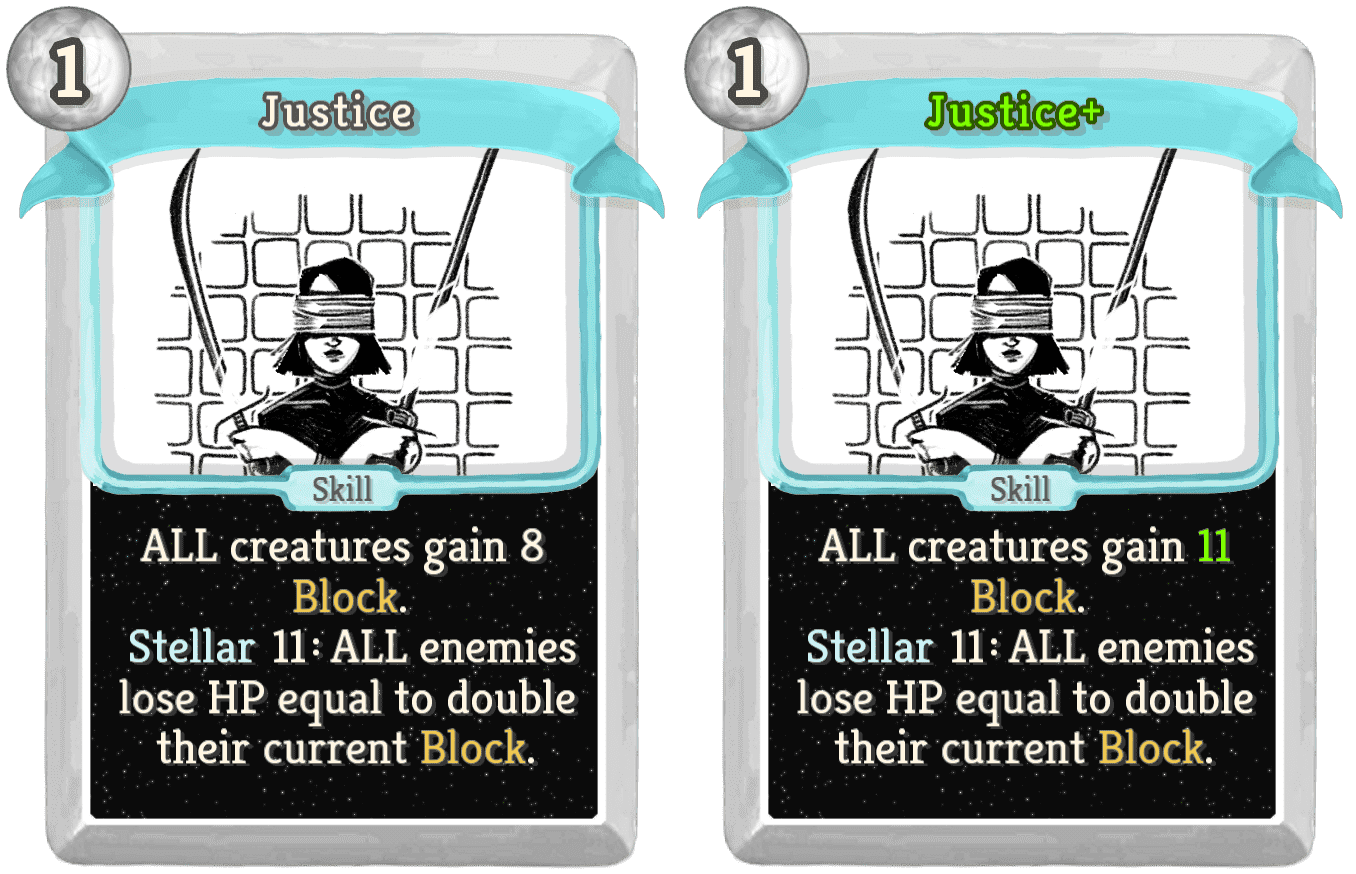 1
Justice
Skill
ALL creatures gain 8
Block.
Stellar 11: ALL enemies
lose HP equal to double
their current Block.
1
Justice+
Skill
ALL creatures gain 11
Block.
Stellar 11: ALL enemies
lose HP equal to double
their current Block.